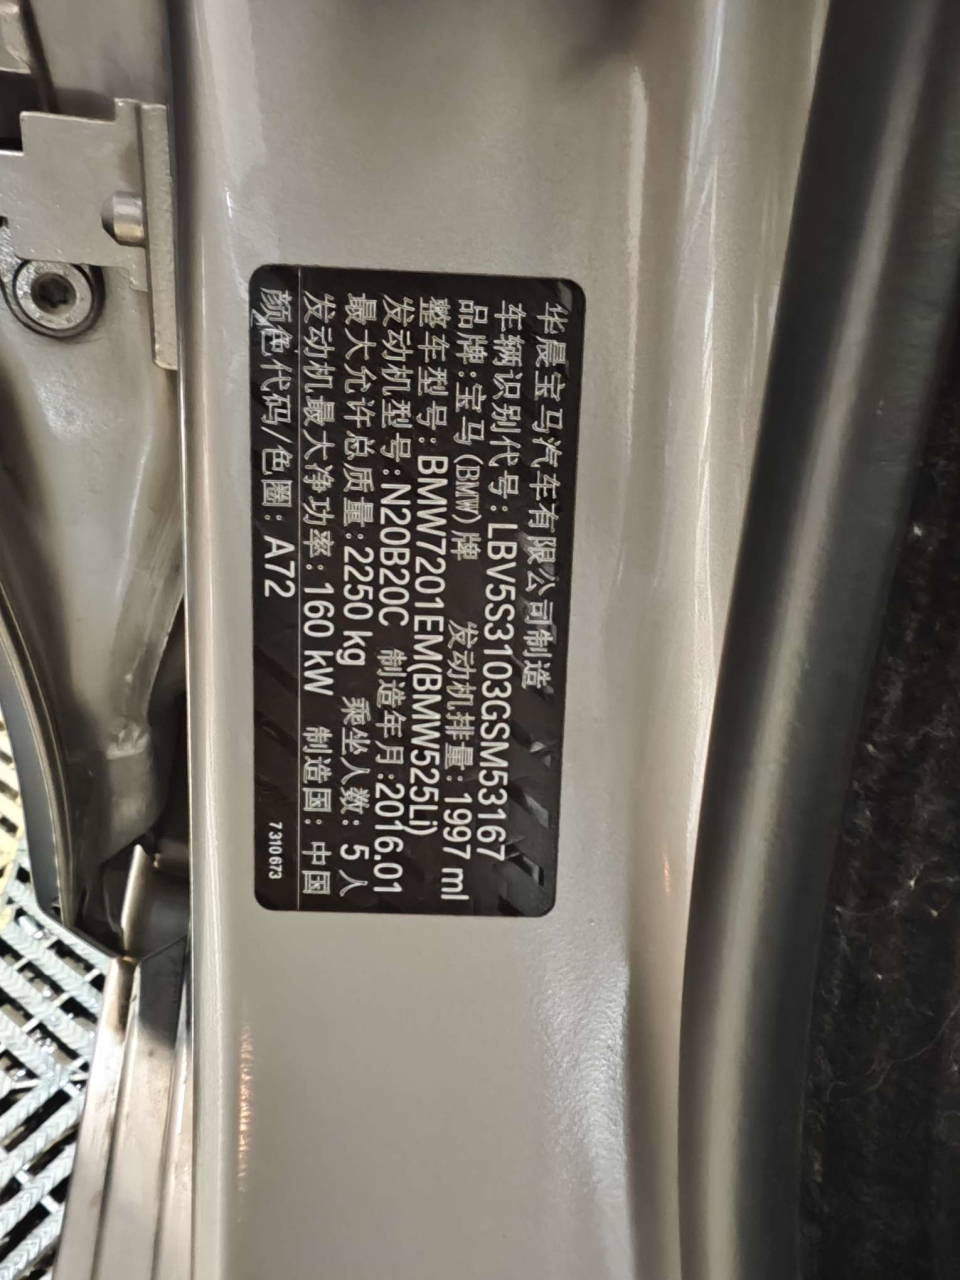 华晨宝马汽车有限公司制造
车辆识别代号: LBV5S3103GSM53167
品牌:宝马(BMW)牌 发动机排量:1997 ml
整车型号:BMW7201EM(BMW525Li)
发动机型号:N20B20C 制造年月:2016.01
最大允许总质量:2250 kg 乘坐人数: 5 人
发动机最大净功率:160 kW 制造国: 中国
颜色代码/色圈: A72
7310673